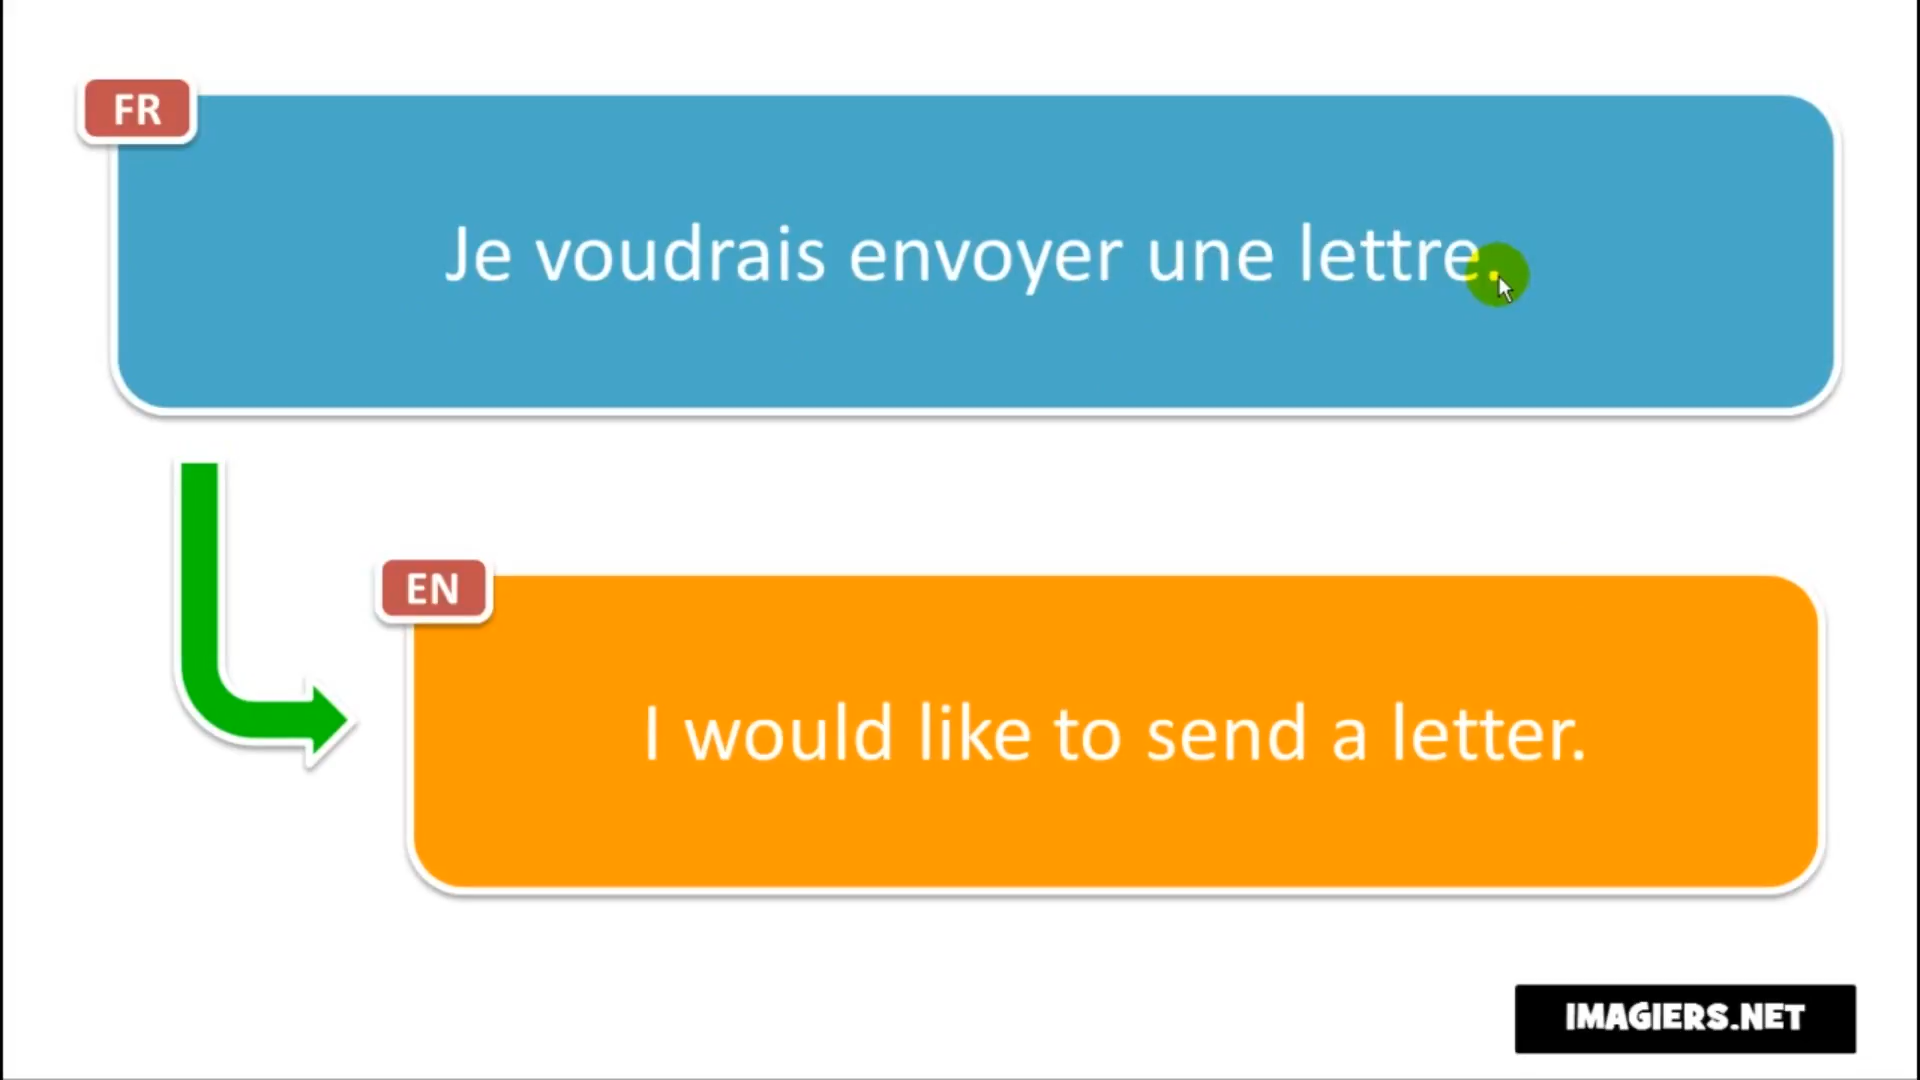 FR
Je voudrais envoyer une lettre.
EN
I would like to send a letter.
IMAGIERS.NET